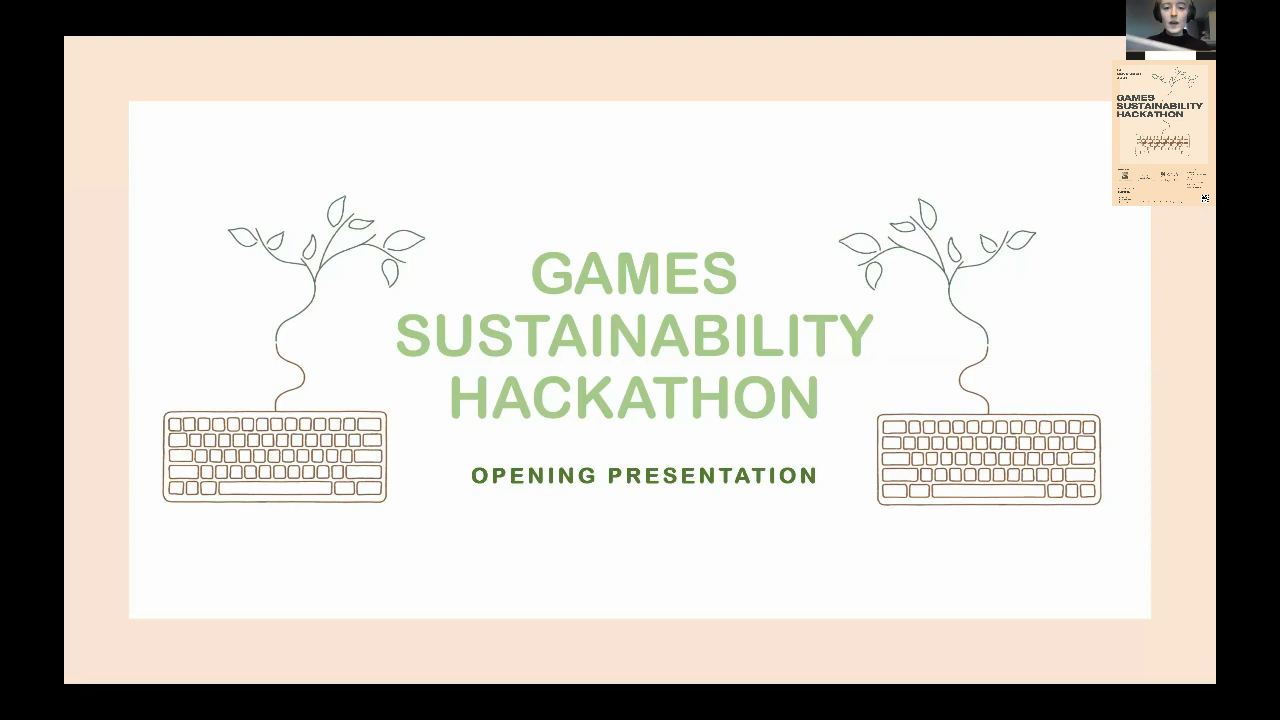 GAMES
SUSTAINABILITY
HACKATHON
OPENING PRESENTATION
GAMES
SUSTAINABILITY
HACKATHON